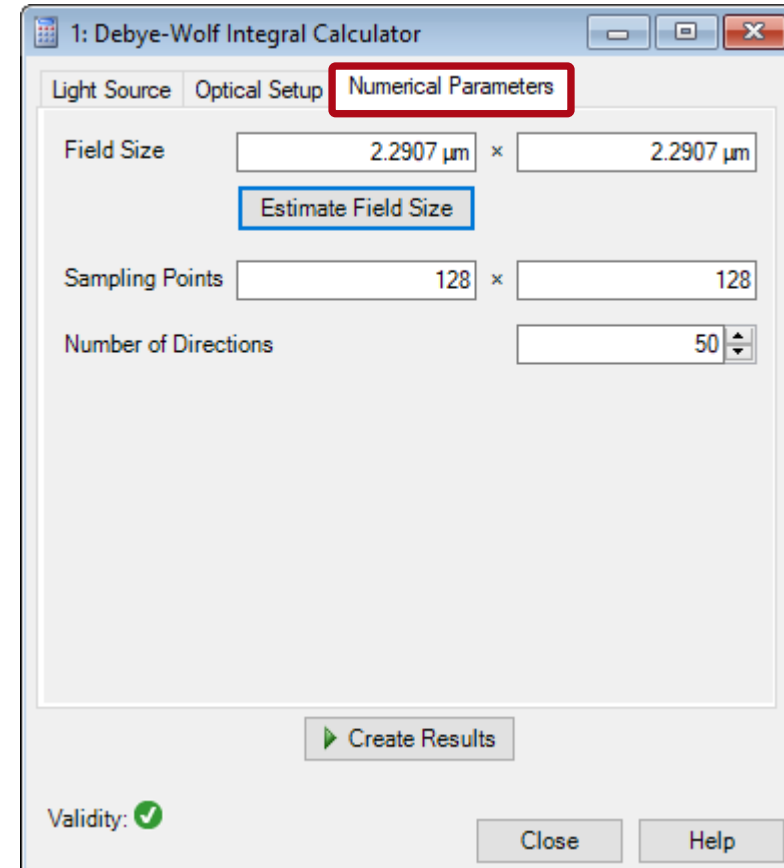 1: Debye-Wolf Integral Calculator
Light Source Optical Setup Numerical Parameters
Field Size 2.2907 µm × 2.2907 µm
Estimate Field Size
Sampling Points 128 × 128
Number of Directions 50
Create Results
Validity:
Close Help